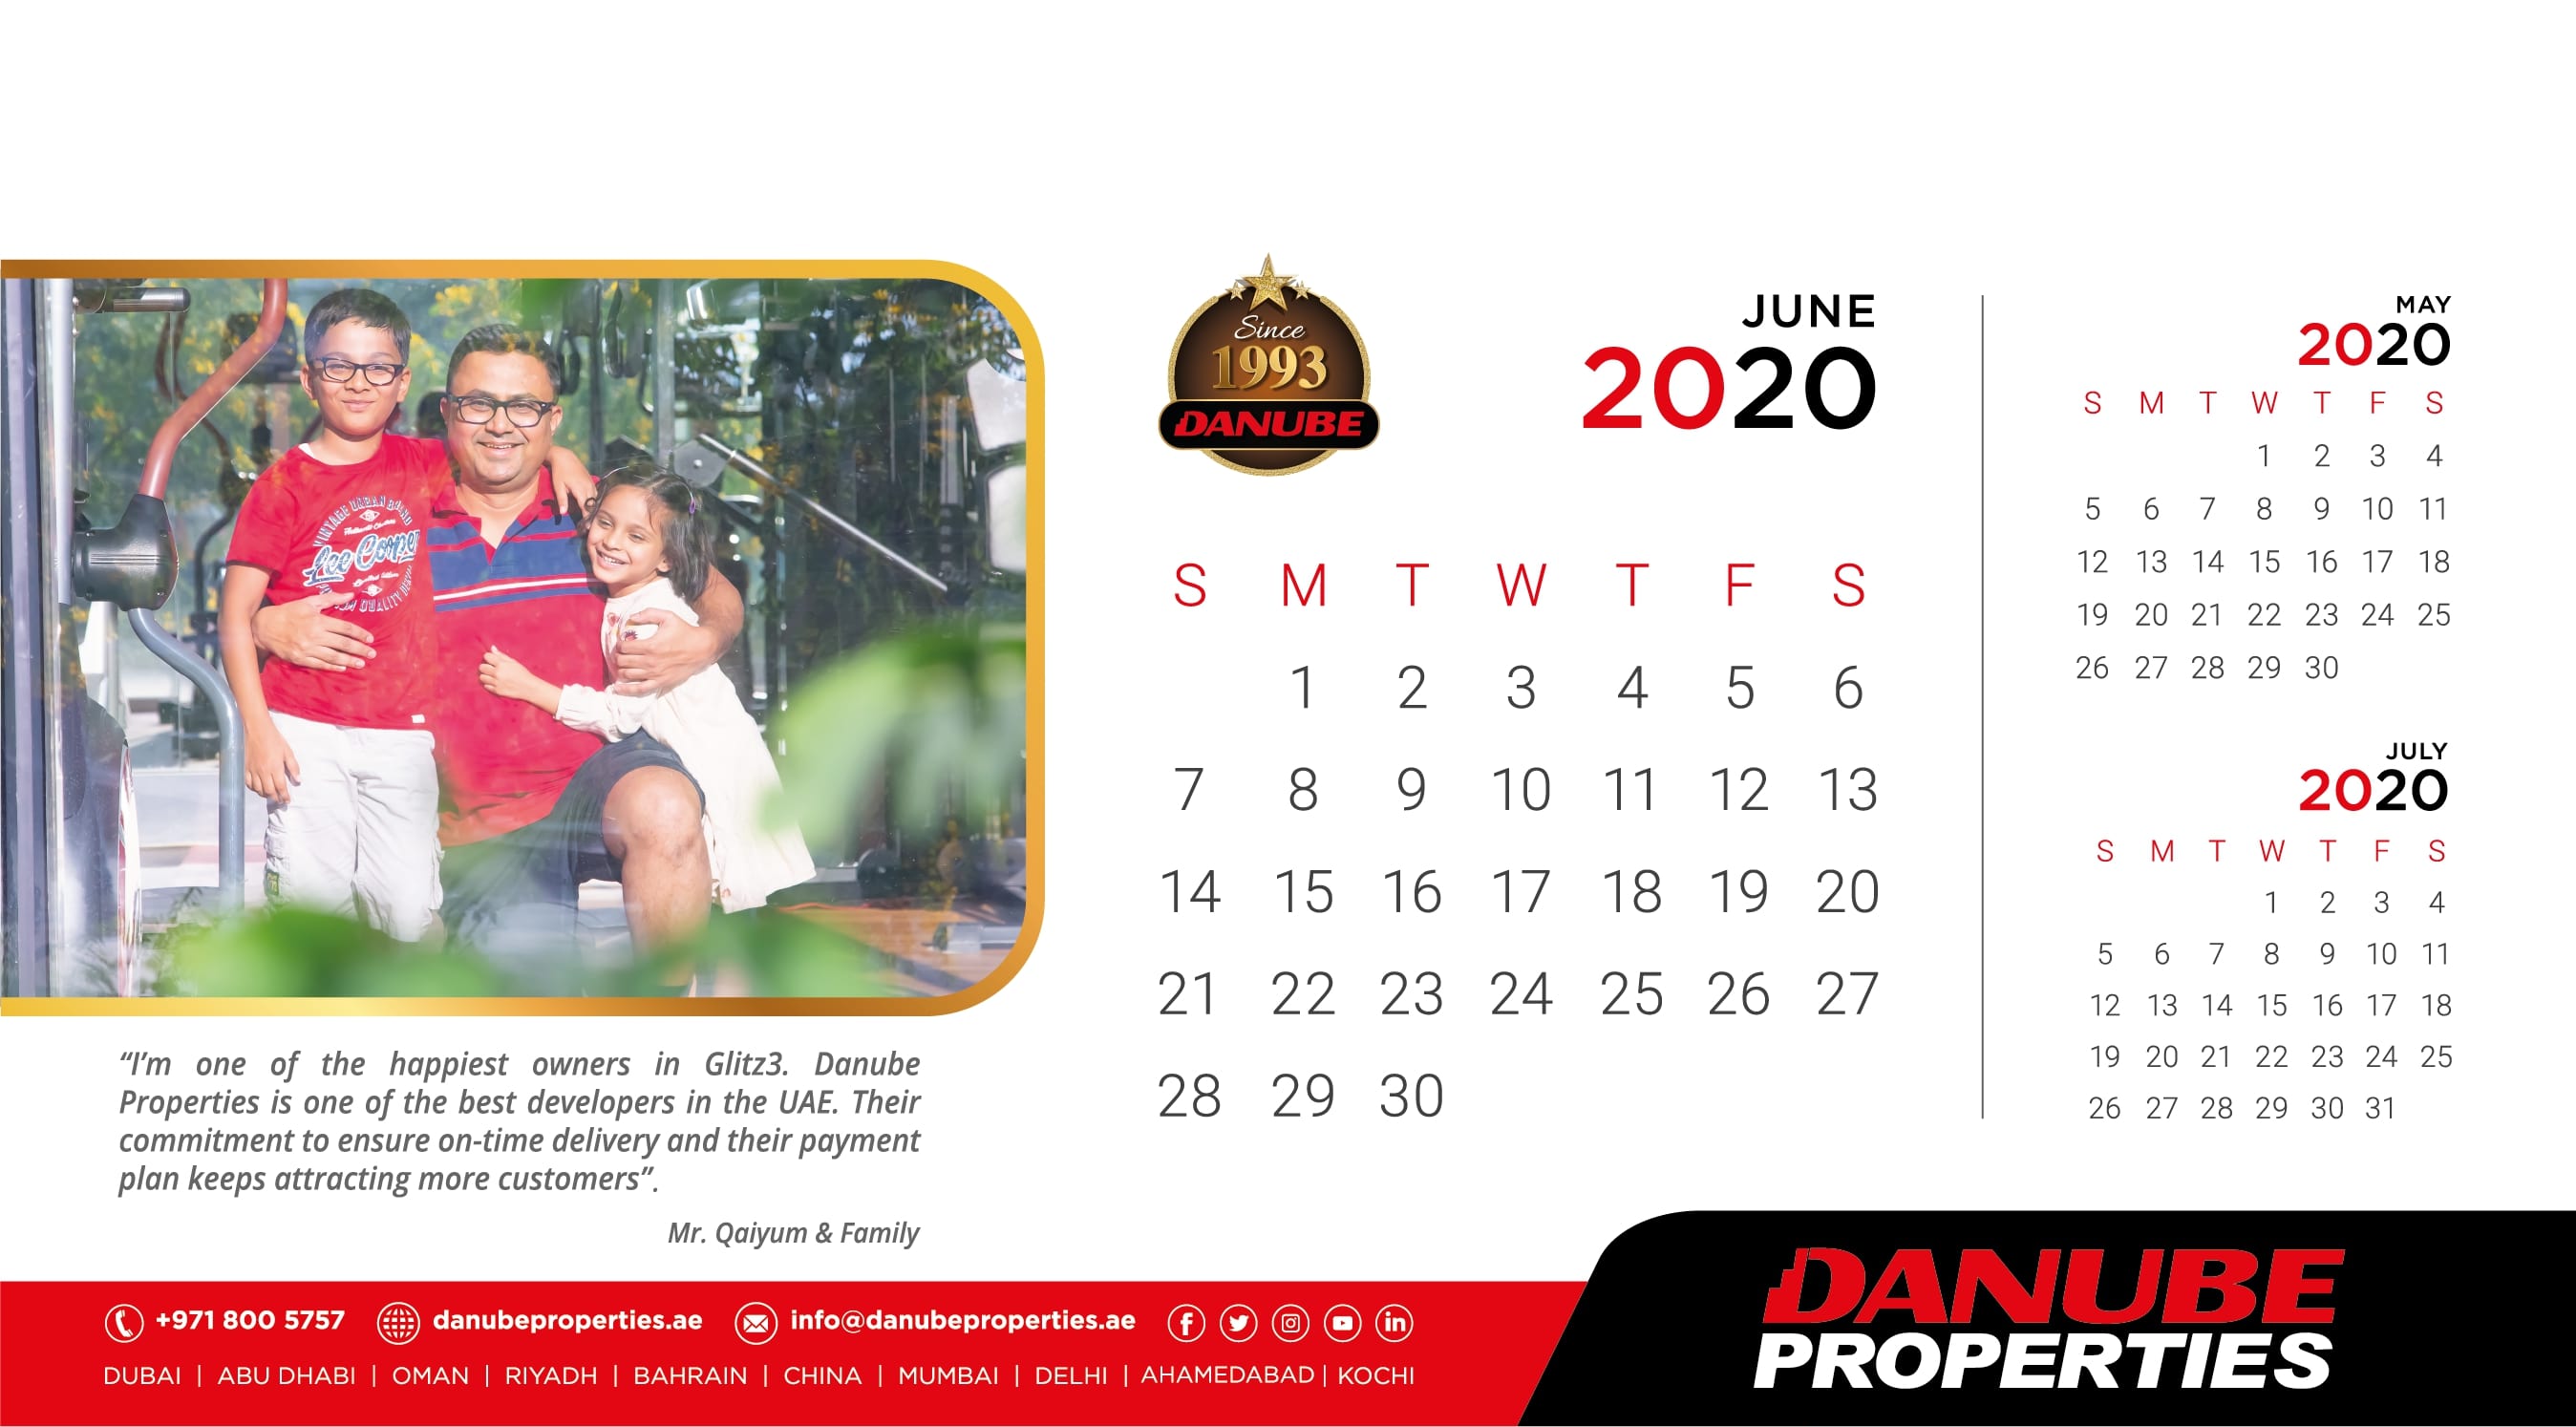 VINTAGE URBAN BRAND
Lee Cooper
Since
1993
DANUBE
JUNE
2020
S M T W T F S
1 2 3 4 5 6
7 8 9 10 11 12 13
14 15 16 17 18 19 20
21 22 23 24 25 26 27
28 29 30
MAY
2020
S M T W T F S
1 2 3 4
5 6 7 8 9 10 11
12 13 14 15 16 17 18
19 20 21 22 23 24 25
26 27 28 29 30
JULY
2020
S M T W T F S
1 2 3 4
5 6 7 8 9 10 11
12 13 14 15 16 17 18
19 20 21 22 23 24 25
26 27 28 29 30 31
“I’m one of the happiest owners in Glitz3. Danube
Properties is one of the best developers in the UAE. Their
commitment to ensure on-time delivery and their payment
plan keeps attracting more customers”.
Mr. Qaiyum & Family
+971 800 5757 danubeproperties.ae info@danubeproperties.ae
DUBAI | ABU DHABI | OMAN | RIYADH | BAHRAIN | CHINA | MUMBAI | DELHI | AHAMEDABAD | KOCHI
DANUBE
PROPERTIES